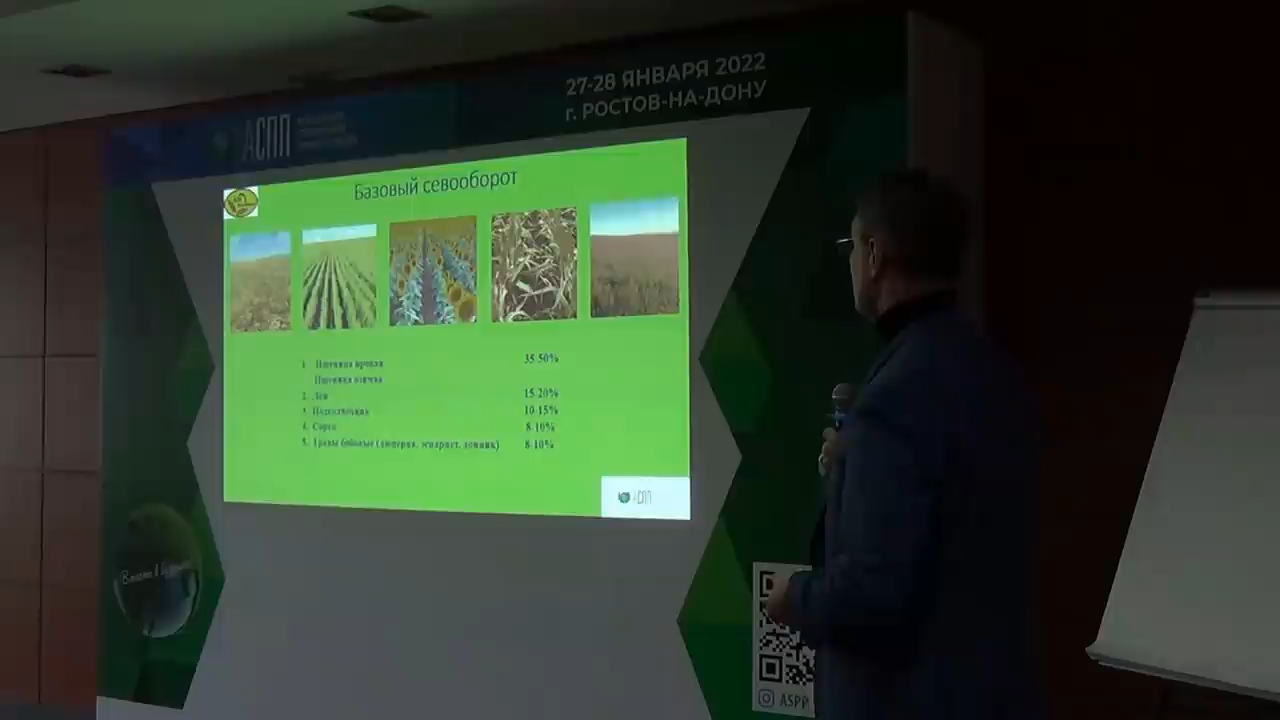 27-28 ЯНВАРЯ 2022
г. РОСТОВ-НА-ДОНУ
АСПП
Базовый севооборот
1. Пшеница яровая 35-50%
Пшеница озимая
2. Лен 15-20%
3. Подсолнечник 10-15%
4. Сорго 8-10%
5. Травы бобовые (люцерна, эспарцет, донник) 8-10%
АСПП
Вместе в
ASPP